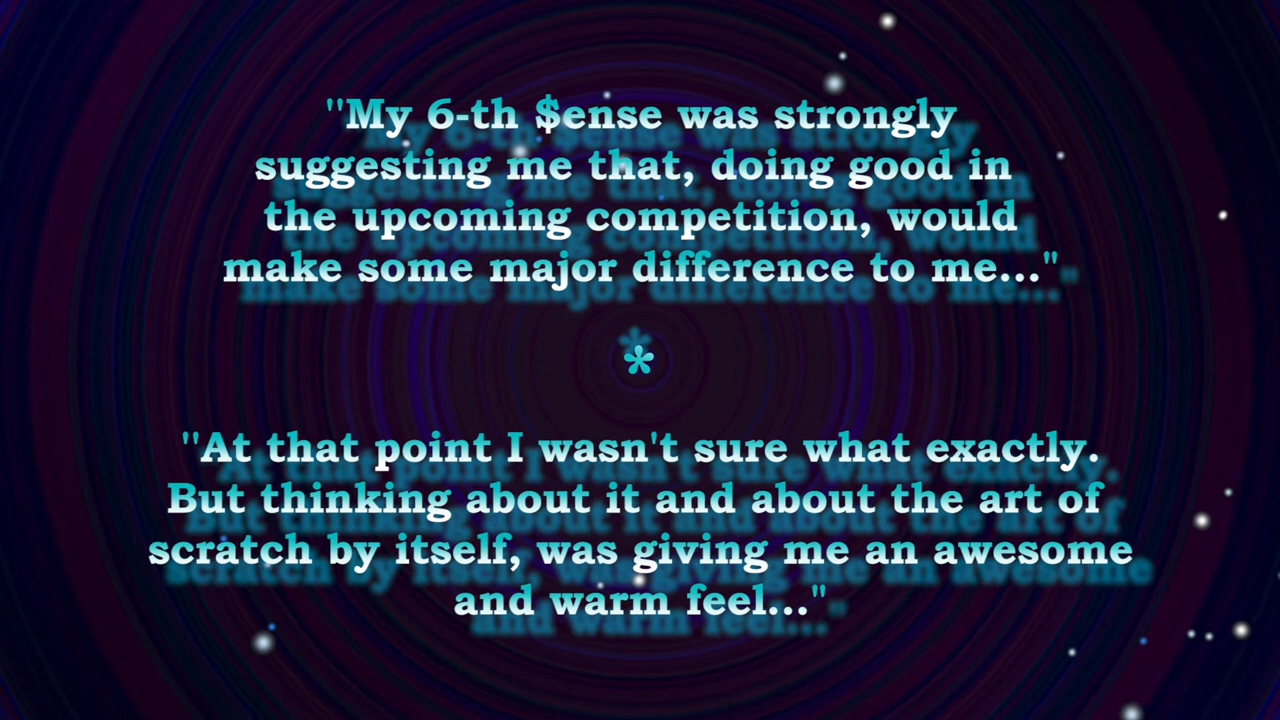 "My 6-th $ense was strongly
suggesting me that, doing good in
the upcoming competition, would
make some major difference to me..."
*
"At that point I wasn't sure what exactly.
But thinking about it and about the art of
scratch by itself, was giving me an awesome
and warm feel..."